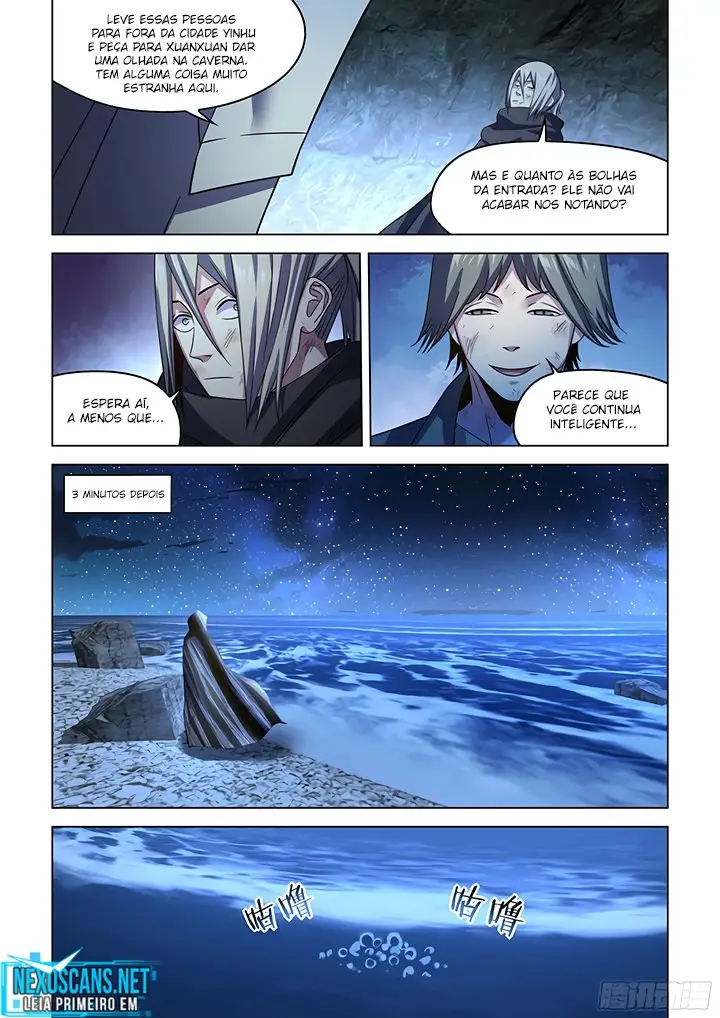 LEVE ESSAS PESSOAS
PARA FORA DA CIDADE YINHU
E PEÇA PARA XUANXUAN DAR
UMA OLHADA NA CAVERNA.
TEM ALGUMA COISA MUITO
ESTRANHA AQUI.
MAS E QUANTO ÀS BOLHAS
DA ENTRADA? ELE NÃO VAI
ACABAR NOS NOTANDO?
ESPERA AÍ,
A MENOS QUE...
PARECE QUE
VOCÊ CONTINUA
INTELIGENTE...
3 MINUTOS DEPOIS
咕噜
咕噜
NEXOSCANS.NET
LEIA PRIMEIRO EM
腾讯动漫